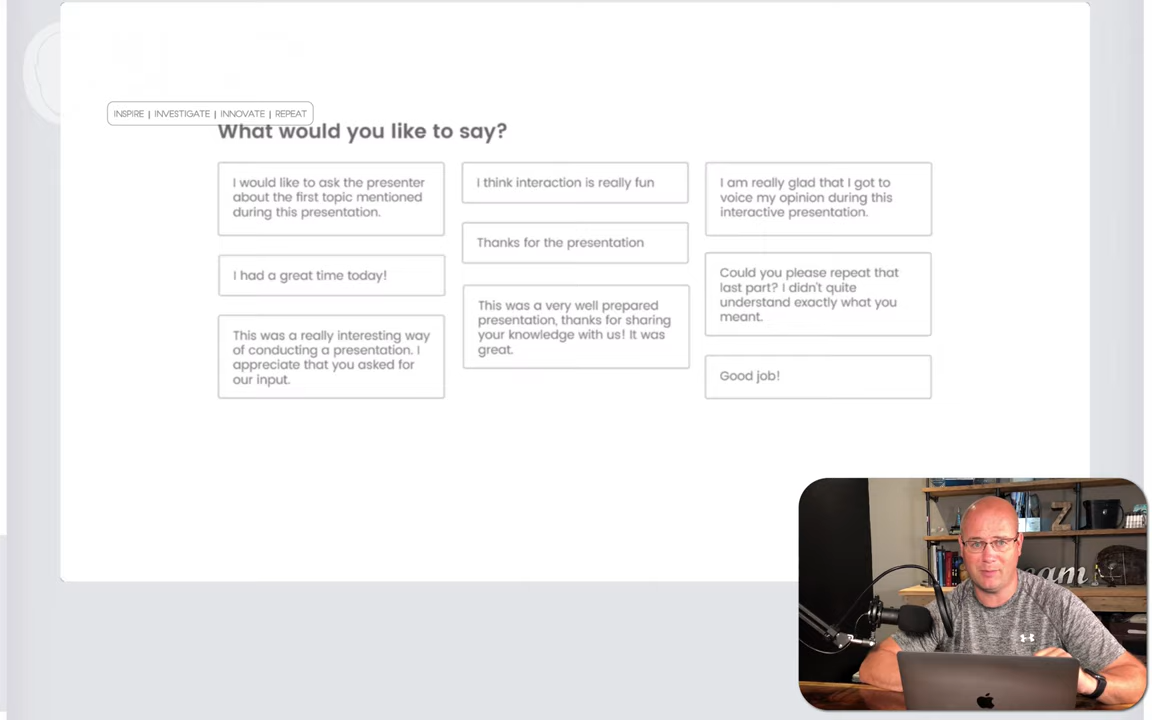 INSPIRE | INVESTIGATE | INNOVATE | REPEAT
What would you like to say?
I would like to ask the presenter
about the first topic mentioned
during this presentation.
I had a great time today!
This was a really interesting way
of conducting a presentation. I
appreciate that you asked for
our input.
I think interaction is really fun
Thanks for the presentation
This was a very well prepared
presentation, thanks for sharing
your knowledge with us! It was
great.
I am really glad that I got to
voice my opinion during this
interactive presentation.
Could you please repeat that
last part? I didn't quite
understand exactly what you
meant.
Good job!
Z